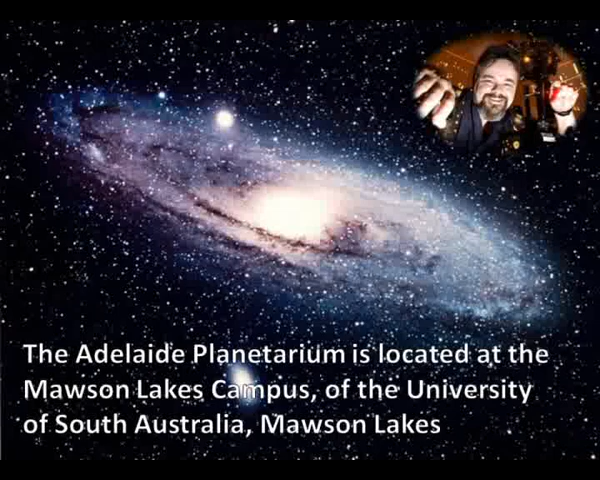 The Adelaide Planetarium is located at the
Mawson Lakes Campus, of the University
of South Australia, Mawson Lakes